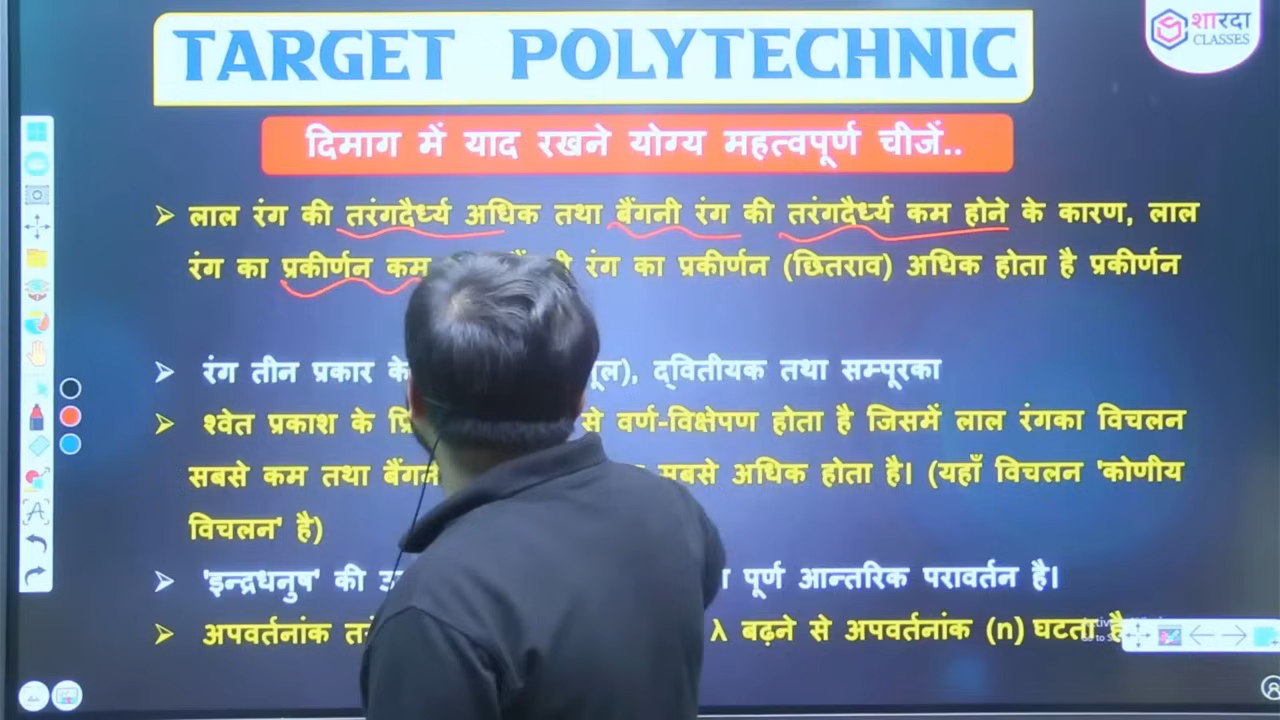 TARGET POLYTECHNIC
शारदा
CLASSES
दिमाग में याद रखने योग्य महत्वपूर्ण चीजें..
➢ लाल रंग की तरंगदैर्ध्य अधिक तथा बैंगनी रंग की तरंगदैर्ध्य कम होने के कारण, लाल
रंग का प्रकीर्णन कम रंग का प्रकीर्णन (छितराव) अधिक होता है प्रकीर्णन
➢ रंग तीन प्रकार के द्वितीयक तथा सम्पूरका
➢ श्वेत प्रकाश के से वर्ण-विक्षेपण होता है जिसमें लाल रंगका विचलन
सबसे कम तथा सबसे अधिक होता है। (यहाँ विचलन 'कोणीय
विचलन' है)
➢ 'इन्द्रधनुष' की पूर्ण आन्तरिक परावर्तन है।
➢ अपवर्तनांक λ बढ़ने से अपवर्तनांक (n) घटता है